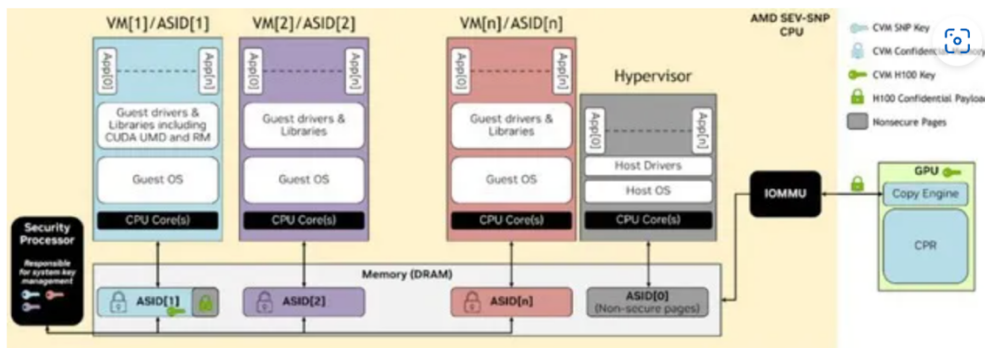 VM[1]/ASID[1]
VM[2]/ASID[2]
VM[n]/ASID[n]
AMD SEV-SNP
CPU
Hypervisor
App[0]
App[n]
App[0]
App[n]
App[0]
App[n]
App[0]
App[n]
Guest drivers &
Libraries including
CUDA UMD and RM
Guest drivers &
Libraries
Guest drivers &
Libraries
Host Drivers
Guest OS
Guest OS
Guest OS
Host OS
CPU Core(s)
CPU Core(s)
CPU Core(s)
CPU Core(s)
Security
Processor
Responsible
for system key
management
Memory (DRAM)
ASID[1]
ASID[2]
ASID[n]
ASID[0]
(Non-secure pages)
IOMMU
CVM SNP Key
CVM Confidential Memory
CVM H100 Key
H100 Confidential Payloa
Nonsecure Pages
GPU
Copy Engine
CPR